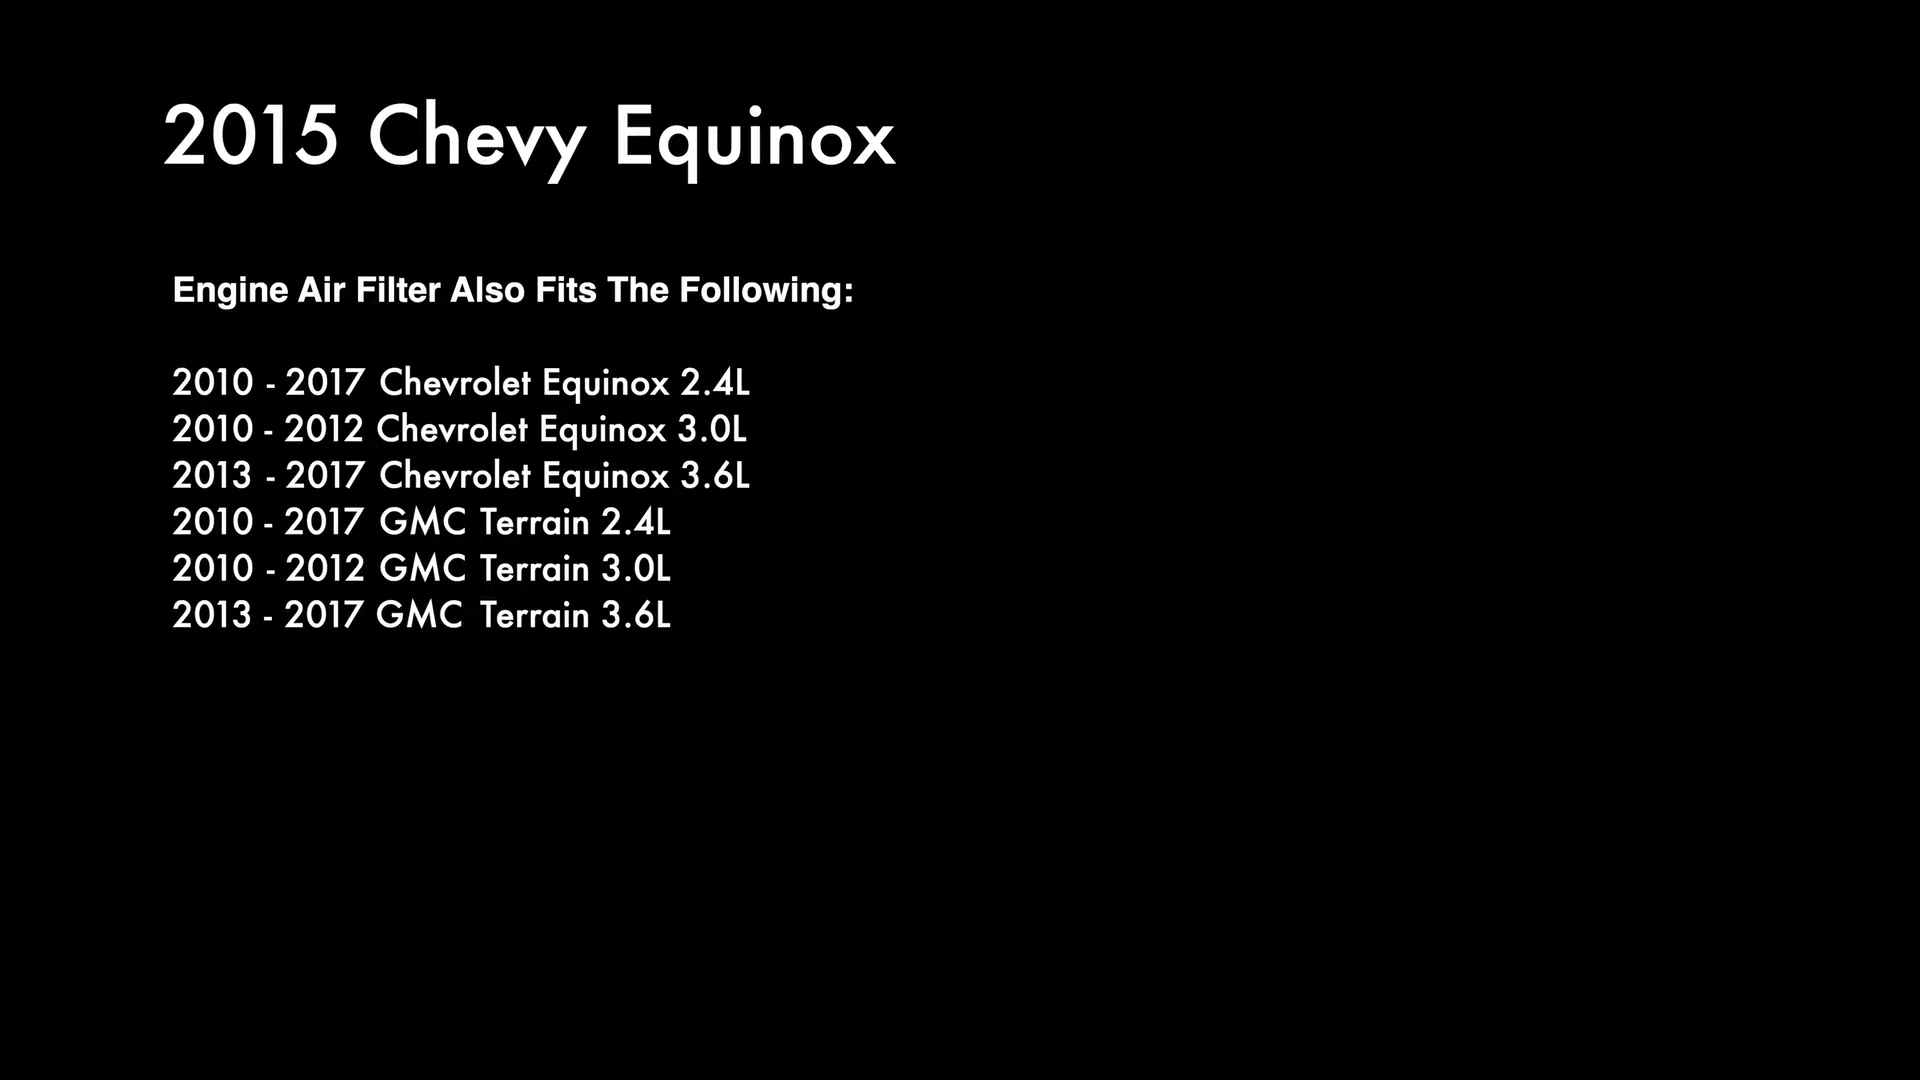 2015 Chevy Equinox
Engine Air Filter Also Fits The Following:
2010 - 2017 Chevrolet Equinox 2.4L
2010 - 2012 Chevrolet Equinox 3.0L
2013 - 2017 Chevrolet Equinox 3.6L
2010 - 2017 GMC Terrain 2.4L
2010 - 2012 GMC Terrain 3.0L
2013 - 2017 GMC Terrain 3.6L